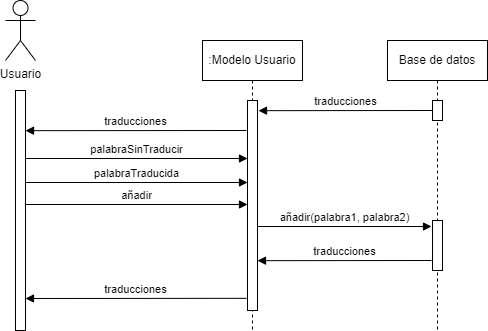 Usuario
:Modelo Usuario
Base de datos
traducciones
traducciones
palabraSinTraducir
palabraTraducida
añadir
añadir(palabra1, palabra2)
traducciones
traducciones